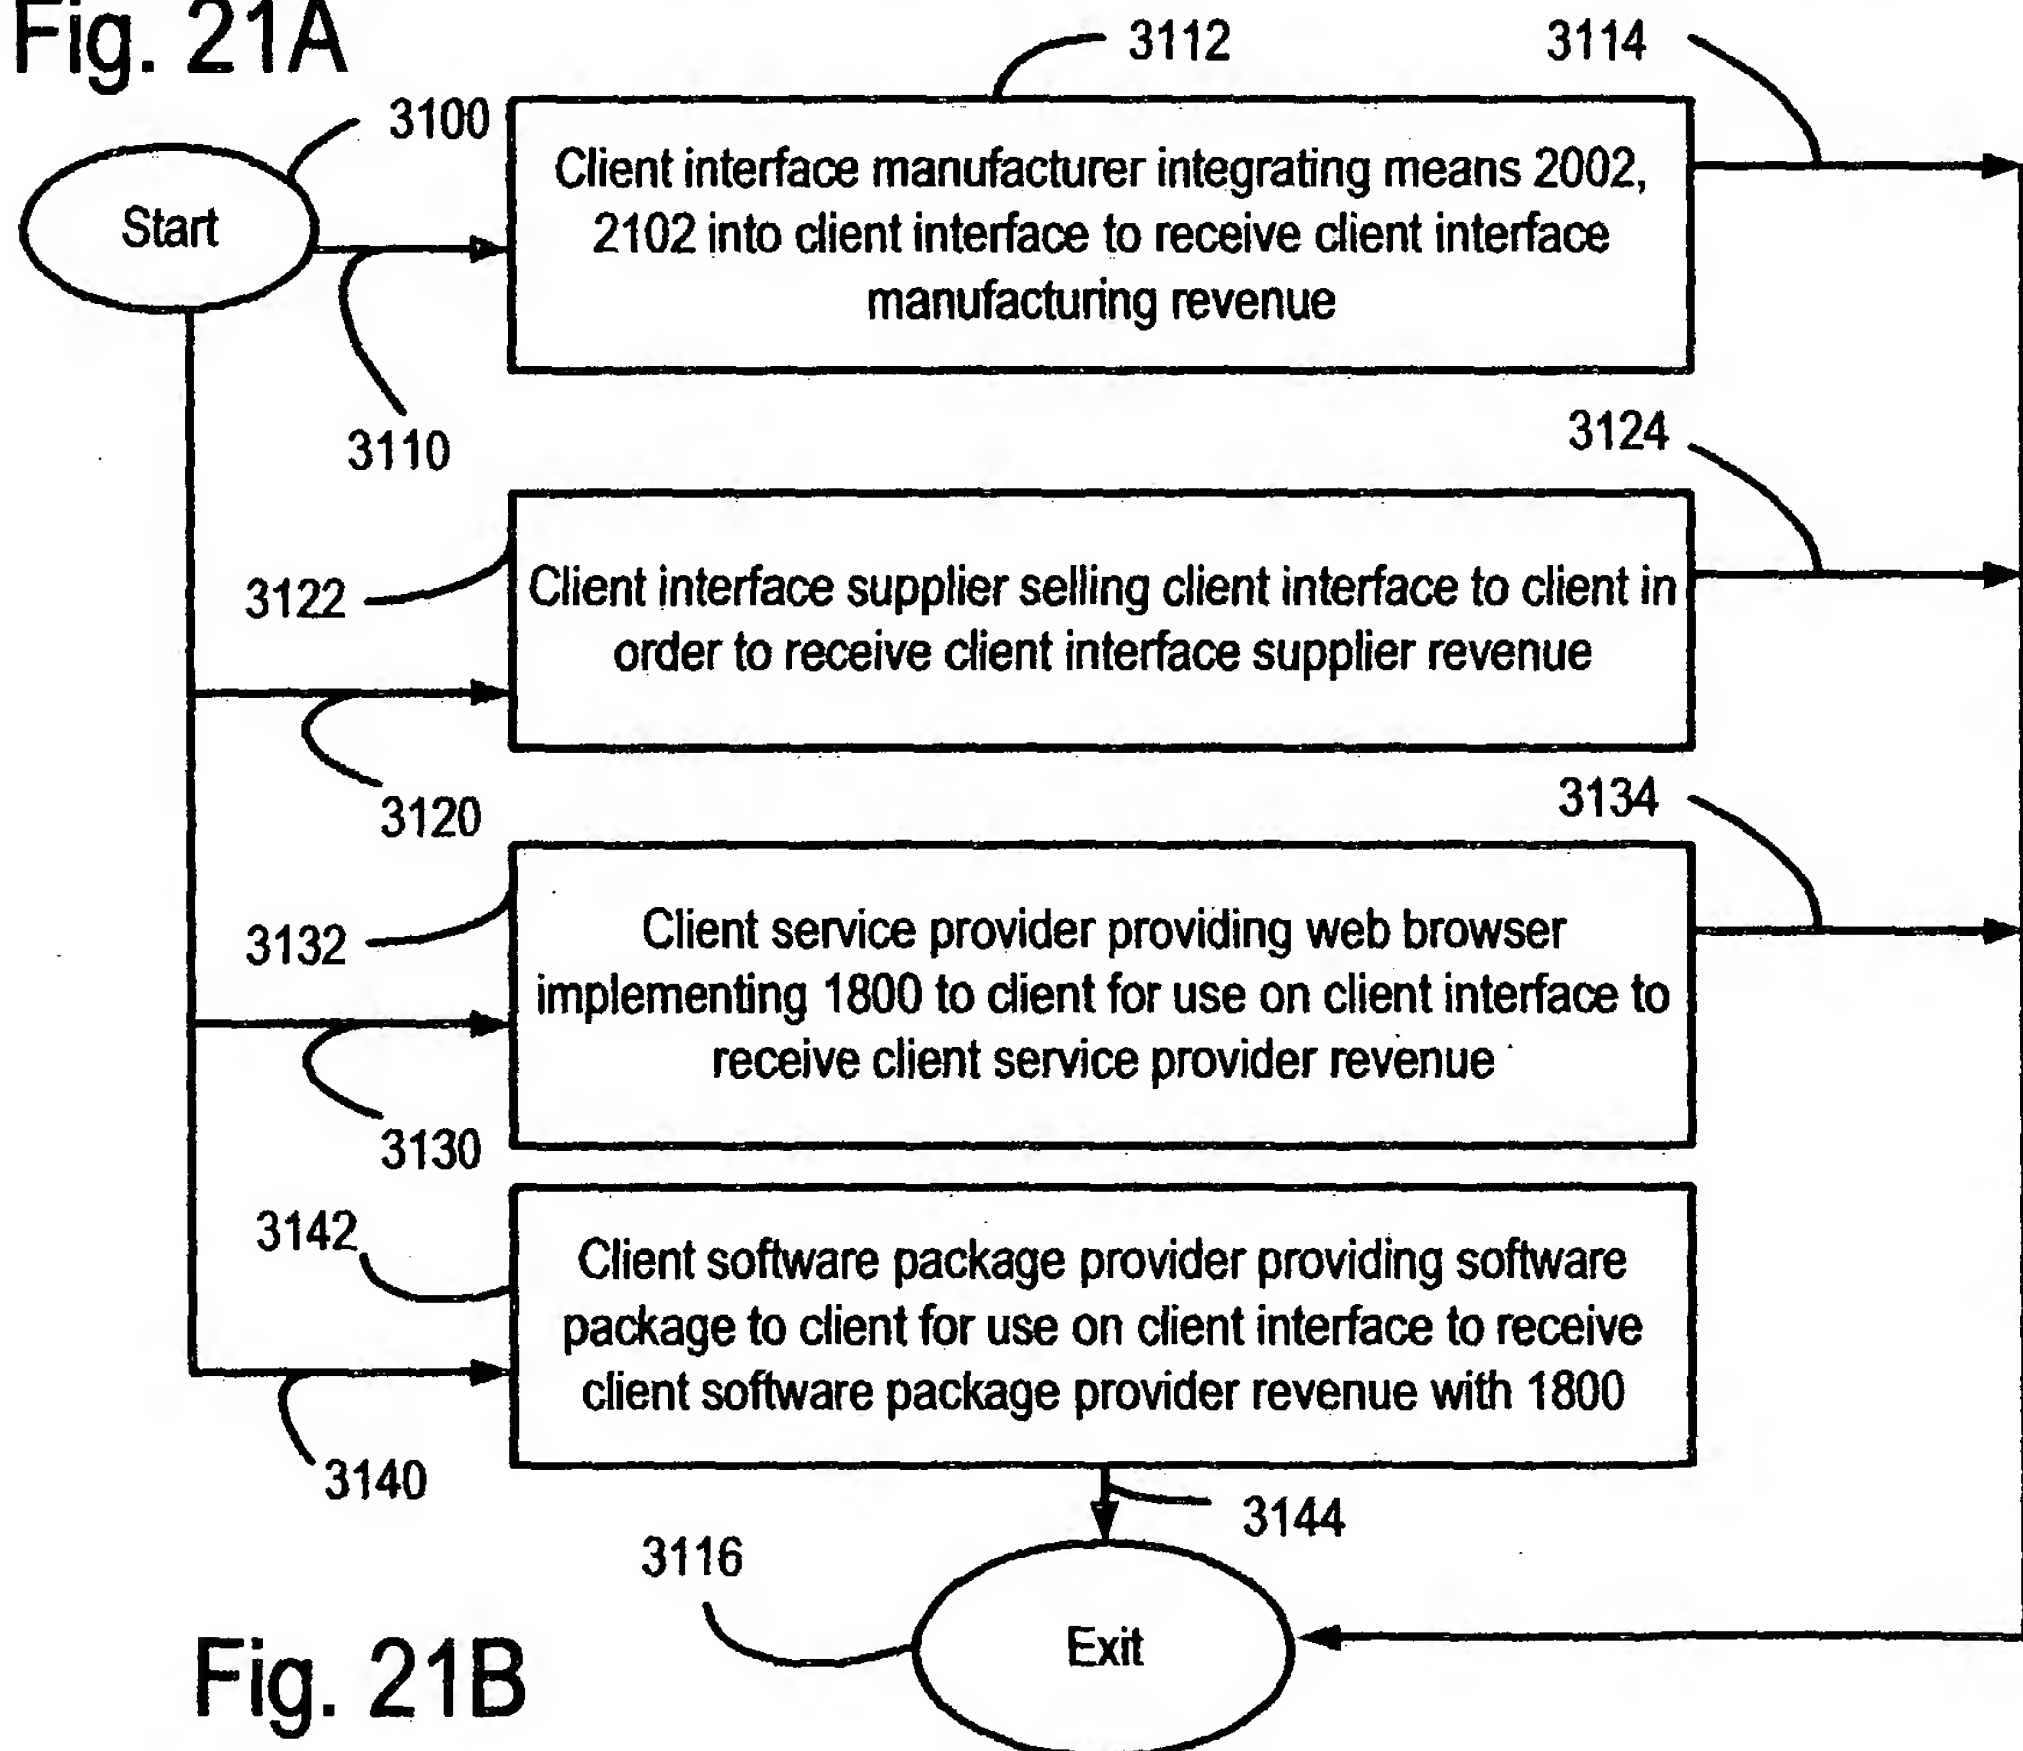 Fig. 21A
3112
3114
3100
Start
Client interface manufacturer integrating means 2002,
2102 into client interface to receive client interface
manufacturing revenue
3110
3124
3122
Client interface supplier selling client interface to client in
order to receive client interface supplier revenue
3120
3134
3132
Client service provider providing web browser
implementing 1800 to client for use on client interface to
receive client service provider revenue
3130
3142
Client software package provider providing software
package to client for use on client interface to receive
client software package provider revenue with 1800
3140
3144
3116
Exit
Fig. 21B